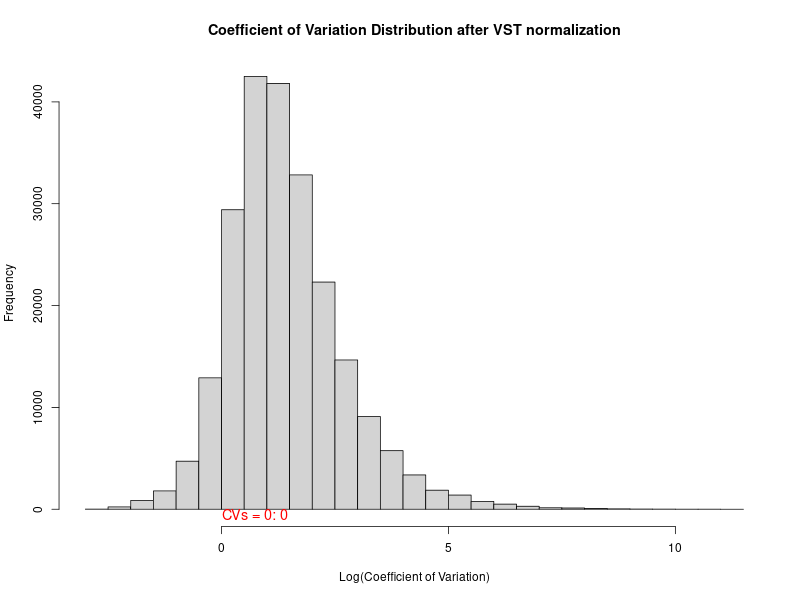 Coefficient of Variation Distribution after VST normalization
Frequency
40000
30000
20000
10000
0
CVs = 0: 0
0 5 10
Log(Coefficient of Variation)